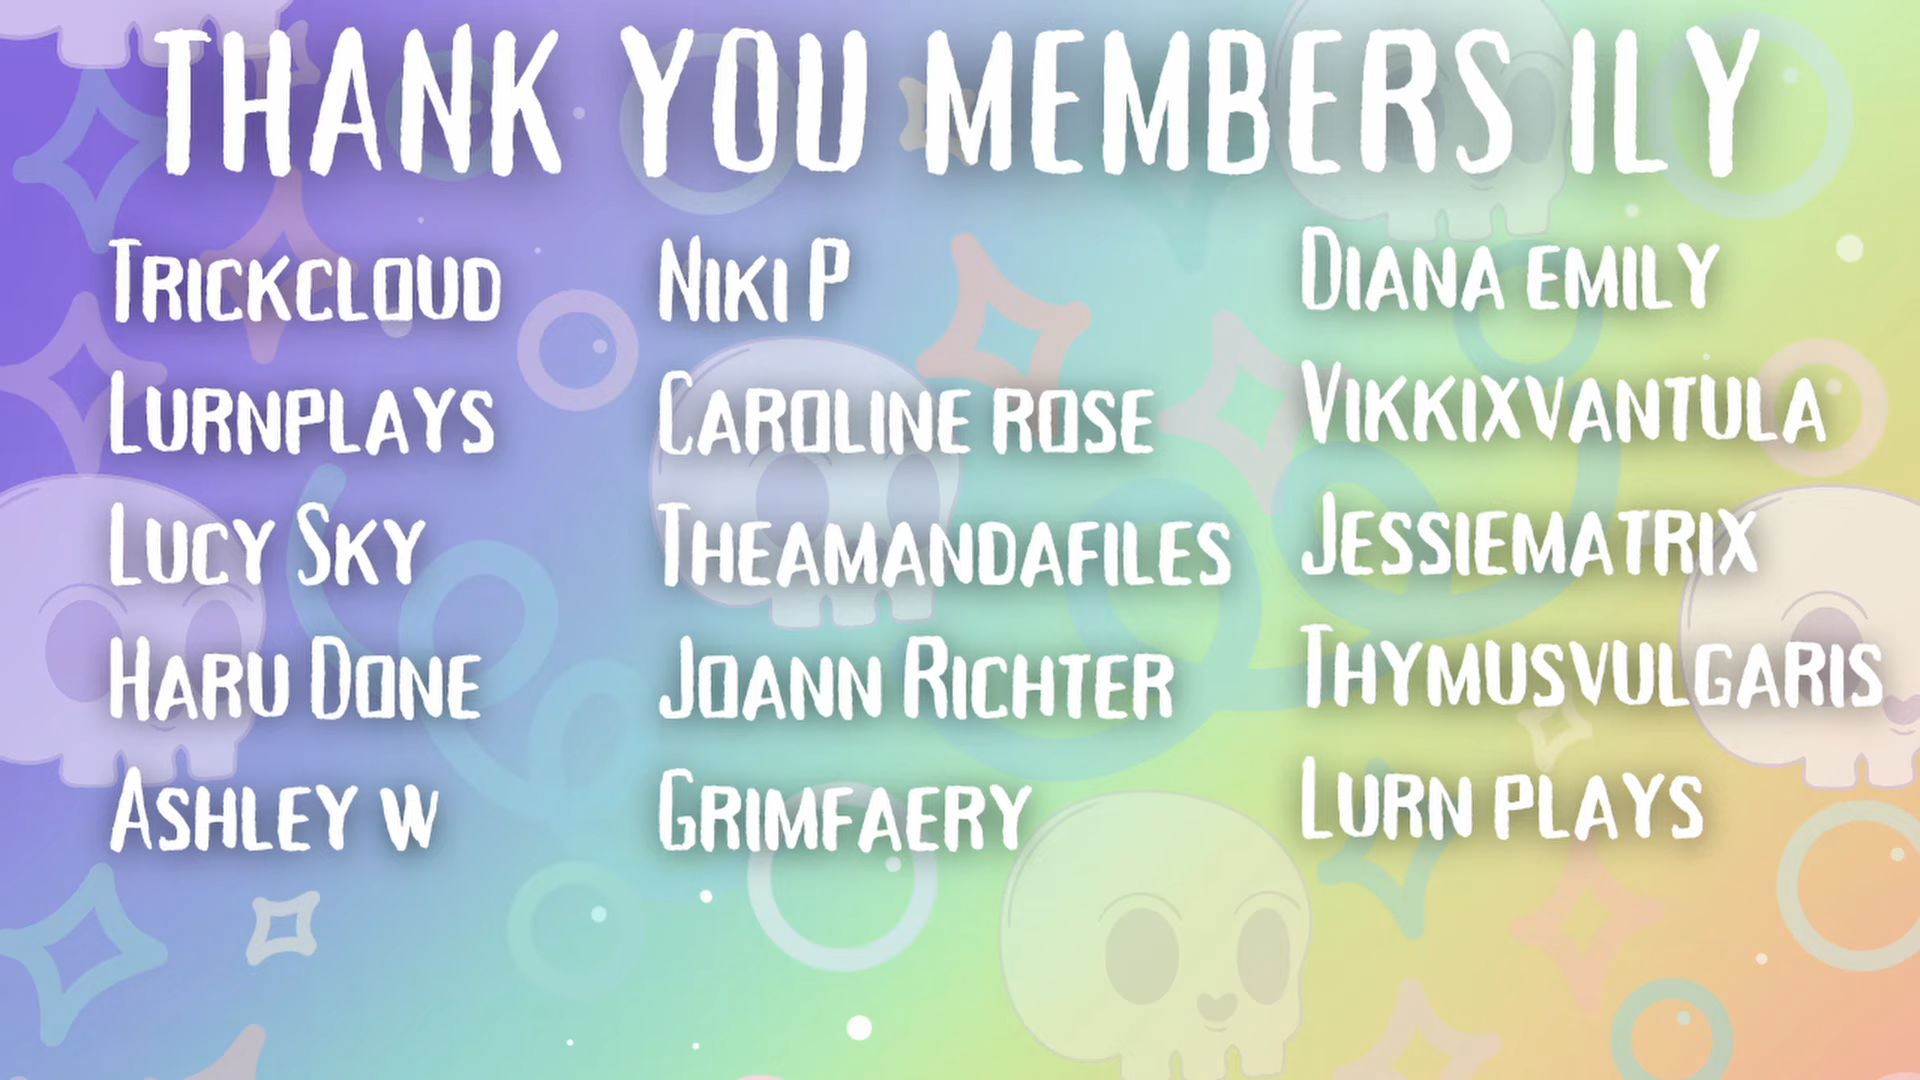 THANK YOU MEMBERS ILY
Trickcloud
Lurnplays
Lucy Sky
Haru Done
Ashley w
Niki P
Caroline rose
Theamandafiles
Joann Richter
Grimfaery
Diana emily
Vikkixvantula
Jessiematrix
Thymusvulgaris
Lurn plays